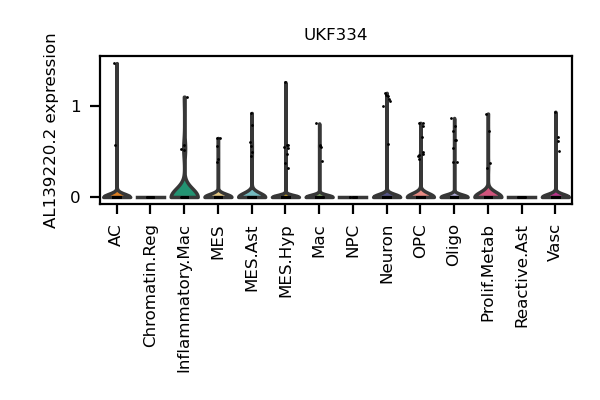 UKF334
AL139220.2 expression
1
0
AC
Chromatin.Reg
Inflammatory.Mac
MES
MES.Ast
MES.Hyp
Mac
NPC
Neuron
OPC
Oligo
Prolif.Metab
Reactive.Ast
Vasc